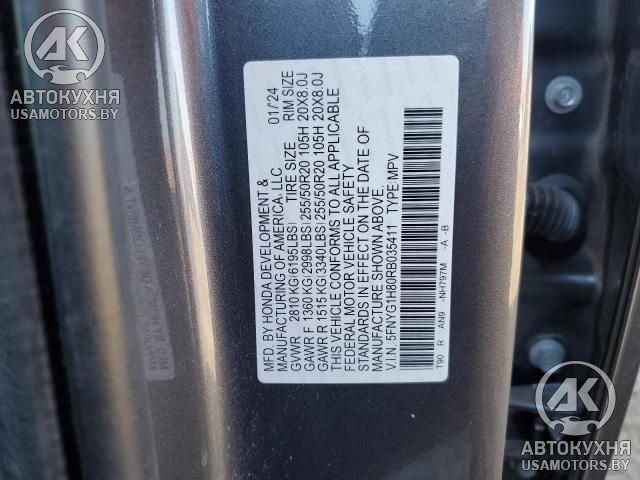 AK
АВТОКУХНЯ
USAMOTORS.BY
MFD. BY HONDA DEVELOPMENT &
MANUFACTURING OF AMERICA, LLC 01/24
GVWR 2810 KG(6195LBS) TIRE SIZE RIM SIZE
GAWR F 1360 KG(2998LBS) 255/50R20 105H 20X8.0J
GAWR R 1515 KG(3340LBS) 255/50R20 105H 20X8.0J
THIS VEHICLE CONFORMS TO ALL APPLICABLE
FEDERAL MOTOR VEHICLE SAFETY
STANDARDS IN EFFECT ON THE DATE OF
MANUFACTURE SHOWN ABOVE.
V.I.N.:5FNYG1H80RB035411 TYPE:MPV
T90 R AN9 -NH797M -A -B
AK
АВТОКУХНЯ
USAMOTORS.BY